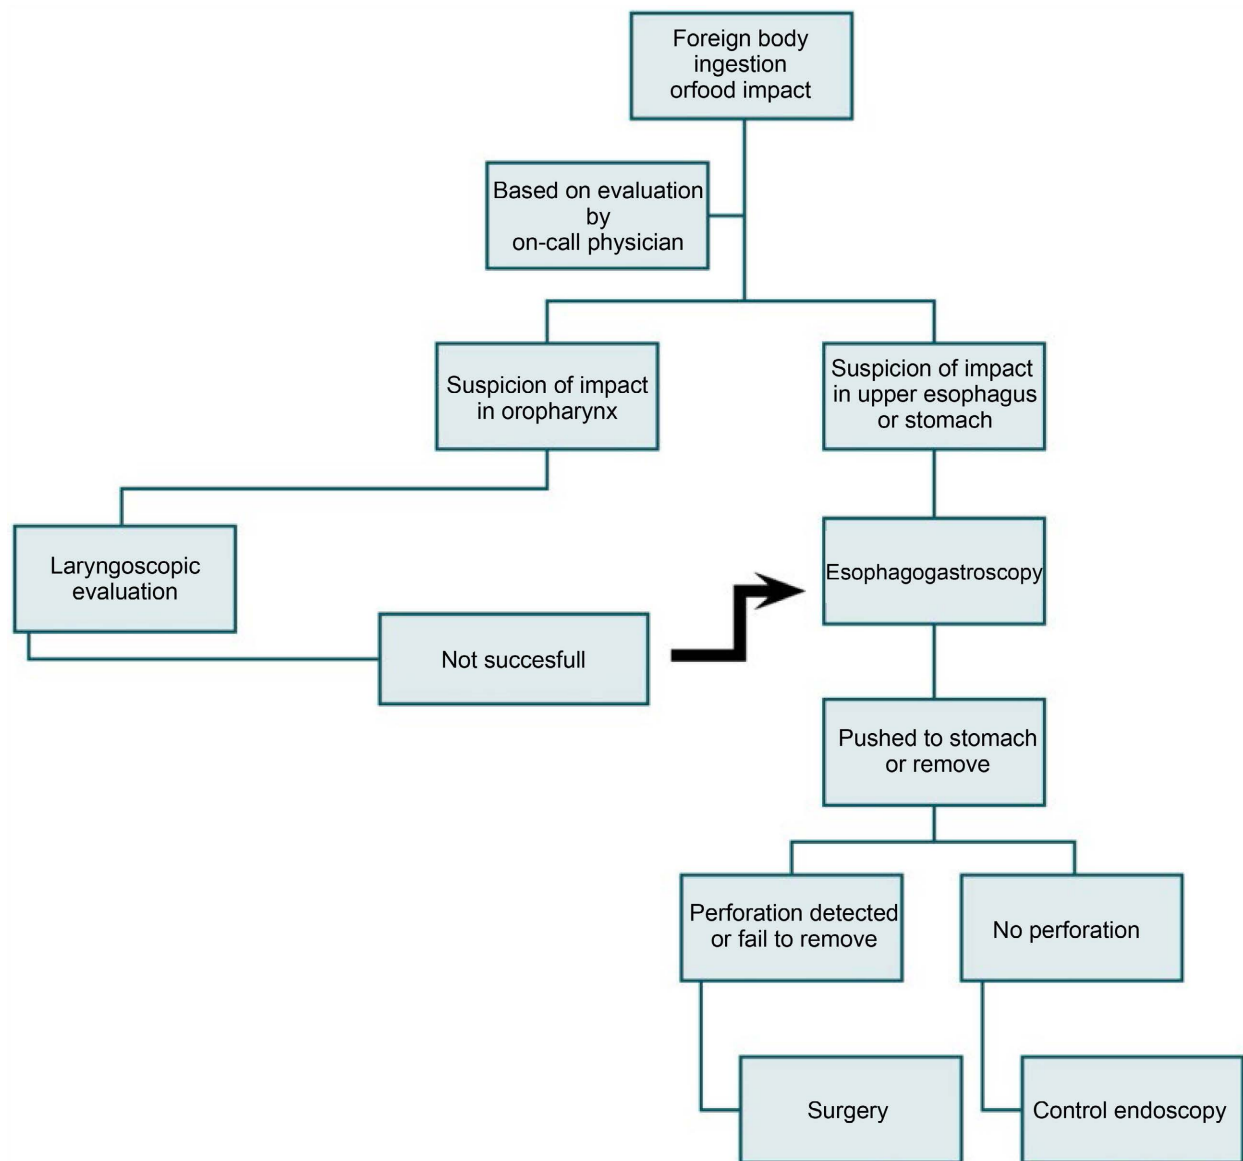 Foreign body
ingestion
orfood impact
Based on evaluation
by
on-call physician
Suspicion of impact
in oropharynx
Suspicion of impact
in upper esophagus
or stomach
Laryngoscopic
evaluation
Esophagogastroscopy
Not succesfull
Pushed to stomach
or remove
Perforation detected
or fail to remove
No perforation
Surgery
Control endoscopy